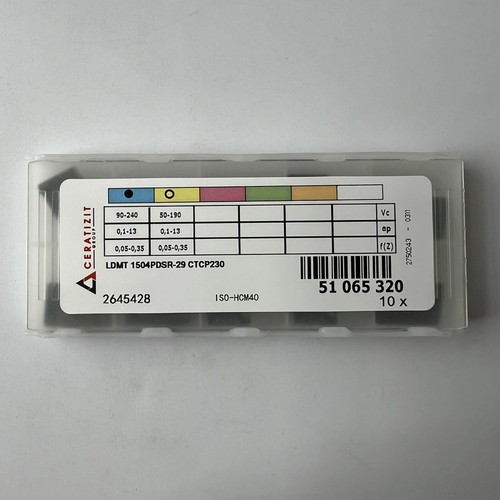 CERATIZIT
GROUP
90-240 50-190 Vc
0,1-13 0,1-13 ap
0,05-0,35 0,05-0,35 f(Z)
LDMT 1504PDSR-29 CTCP230
2645428
ISO-HCM40
51 065 320
10 x
2750243 - 0311